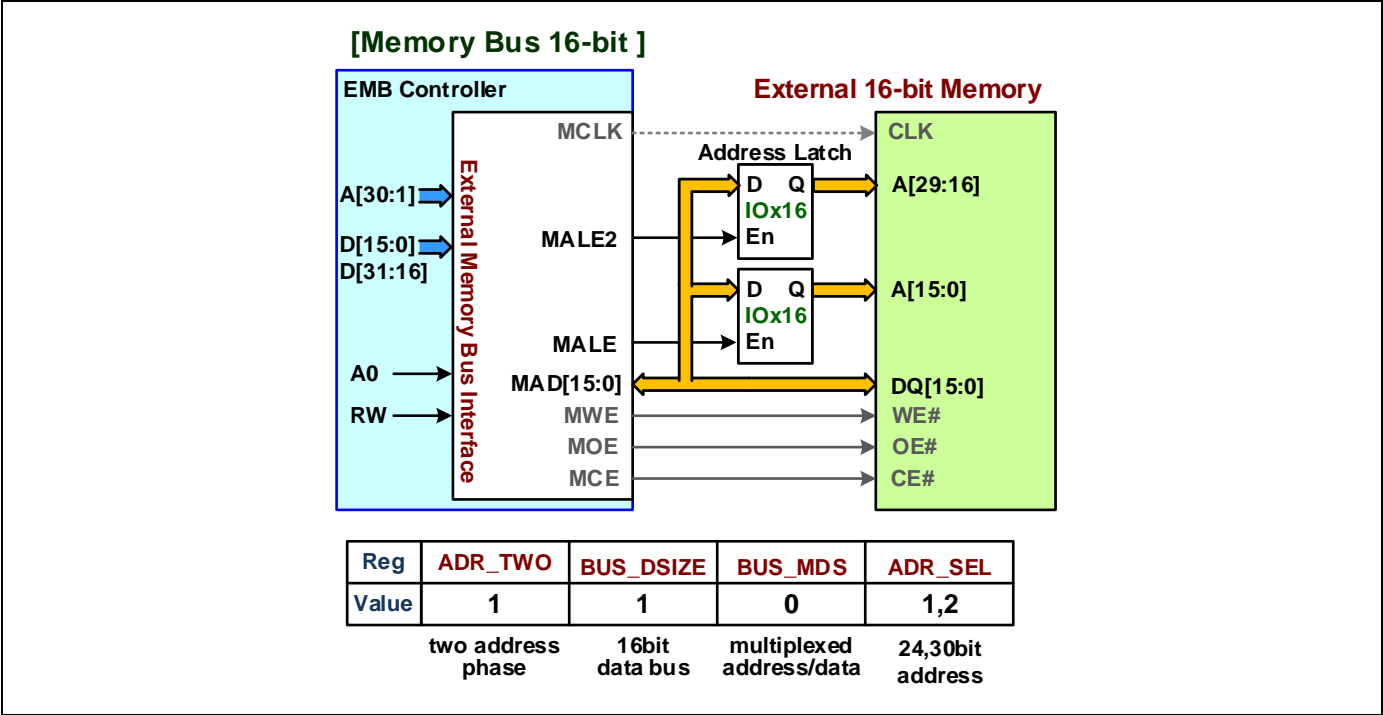 [Memory Bus 16-bit ]
EMB Controller
External 16-bit Memory
MCLK
CLK
Address Latch
A[30:1]
D Q
A[29:16]
IOx16
En
MALE2
D[15:0]
D[31:16]
External Memory Bus Interface
D Q
A[15:0]
IOx16
En
MALE
A0
MAD[15:0]
DQ[15:0]
RW
MWE
WE#
MOE
OE#
MCE
CE#
Reg ADR_TWO BUS_DSIZE BUS_MDS ADR_SEL
Value 1 1 0 1,2
two address
phase
16bit
data bus
multiplexed
address/data
24,30bit
address